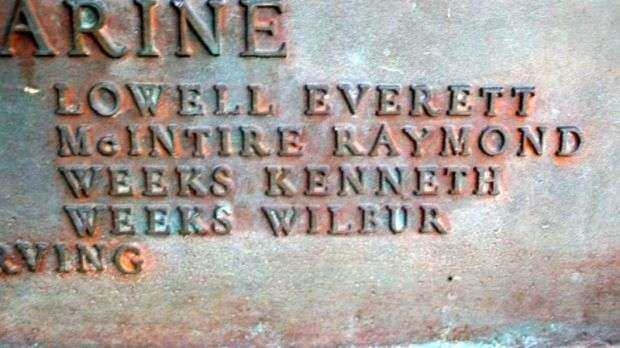 ARINE
LOWELL EVERETT
McINTIRE RAYMOND
WEEKS KENNETH
WEEKS WILBUR
RVING